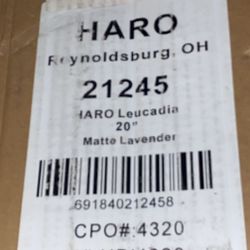 HARO
Reynoldsburg, OH
21245
HARO Leucadia
20"
Matte Lavender
691840212458
CPO#:4320